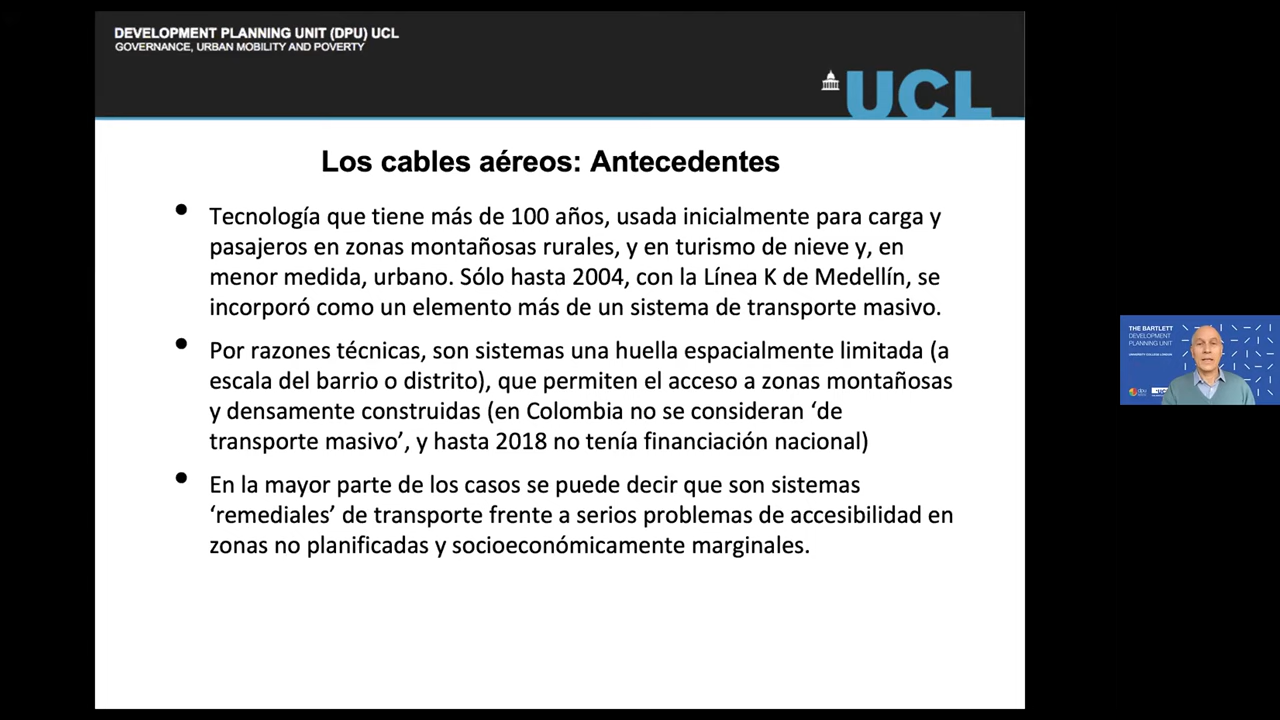 DEVELOPMENT PLANNING UNIT (DPU) UCL
GOVERNANCE, URBAN MOBILITY AND POVERTY
UCL
Los cables aéreos: Antecedentes
• Tecnología que tiene más de 100 años, usada inicialmente para carga y
pasajeros en zonas montañosas rurales, y en turismo de nieve y, en
menor medida, urbano. Sólo hasta 2004, con la Línea K de Medellín, se
incorporó como un elemento más de un sistema de transporte masivo.
• Por razones técnicas, son sistemas una huella espacialmente limitada (a
escala del barrio o distrito), que permiten el acceso a zonas montañosas
y densamente construidas (en Colombia no se consideran ‘de
transporte masivo’, y hasta 2018 no tenía financiación nacional)
• En la mayor parte de los casos se puede decir que son sistemas
‘remediales’ de transporte frente a serios problemas de accesibilidad en
zonas no planificadas y socioeconómicamente marginales.
THE BARTLETT
DEVELOPMENT
PLANNING UNIT
UNIVERSITY COLLEGE LONDON
dpu